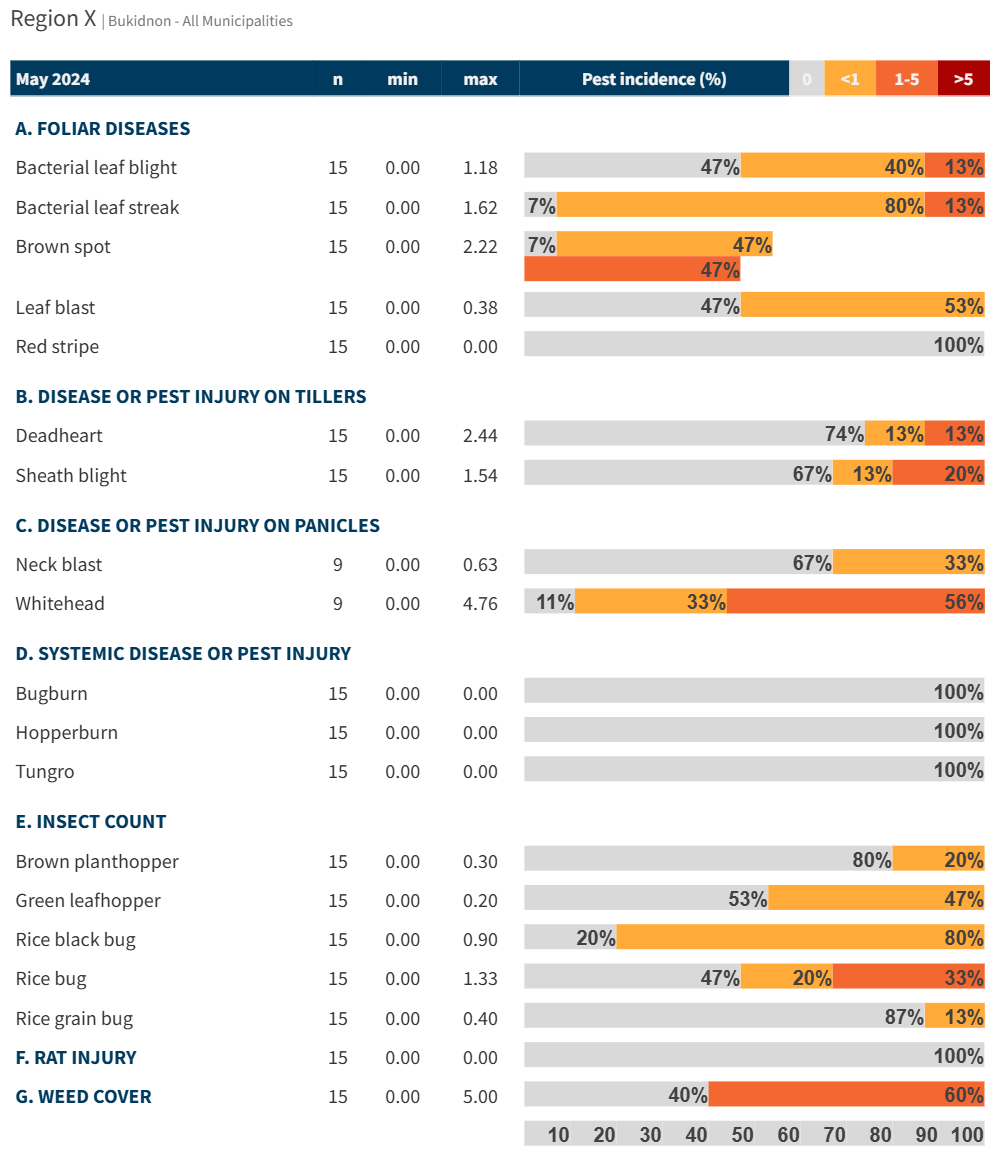 Region X | Bukidnon - All Municipalities
May 2024 n min max Pest incidence (%) 0 <1 1-5 >5
A. FOLIAR DISEASES
Bacterial leaf blight 15 0.00 1.18 47% 40% 13%
Bacterial leaf streak 15 0.00 1.62 7% 80% 13%
Brown spot 15 0.00 2.22 7% 47%
47%
Leaf blast 15 0.00 0.38 47% 53%
Red stripe 15 0.00 0.00 100%
B. DISEASE OR PEST INJURY ON TILLERS
Deadheart 15 0.00 2.44 74% 13% 13%
Sheath blight 15 0.00 1.54 67% 13% 20%
C. DISEASE OR PEST INJURY ON PANICLES
Neck blast 9 0.00 0.63 67% 33%
Whitehead 9 0.00 4.76 11% 33% 56%
D. SYSTEMIC DISEASE OR PEST INJURY
Bugburn 15 0.00 0.00 100%
Hopperburn 15 0.00 0.00 100%
Tungro 15 0.00 0.00 100%
E. INSECT COUNT
Brown planthopper 15 0.00 0.30 80% 20%
Green leafhopper 15 0.00 0.20 53% 47%
Rice black bug 15 0.00 0.90 20% 80%
Rice bug 15 0.00 1.33 47% 20% 33%
Rice grain bug 15 0.00 0.40 87% 13%
F. RAT INJURY 15 0.00 0.00 100%
G. WEED COVER 15 0.00 5.00 40% 60%
10 20 30 40 50 60 70 80 90 100